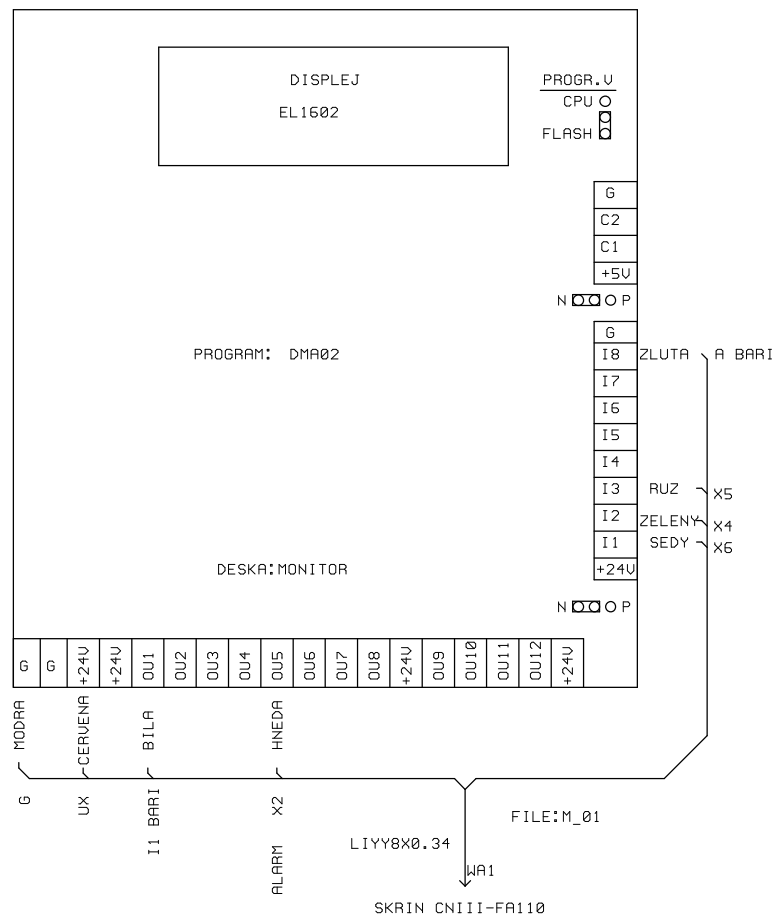 DISPLEJ
EL1602
PROGR.V
CPU
FLASH
G
C2
C1
+5V
N P
G
I8 ZLUTA A BARI
I7
I6
I5
I4
I3 RUZ X5
I2 ZELENY X4
I1 SEDY X6
+24V
N P
PROGRAM: DMA02
DESKA:MONITOR
G G +24V +24V OU1 OU2 OU3 OU4 OU5 OU6 OU7 OU8 +24V OU9 OU10 OU11 OU12 +24V
MODRA CERVENA BILA HNEDA
G UX I1 BARI ALARM X2
FILE:M_01
LIYY8X0.34
WA1
SKRIN CNIII-FA110